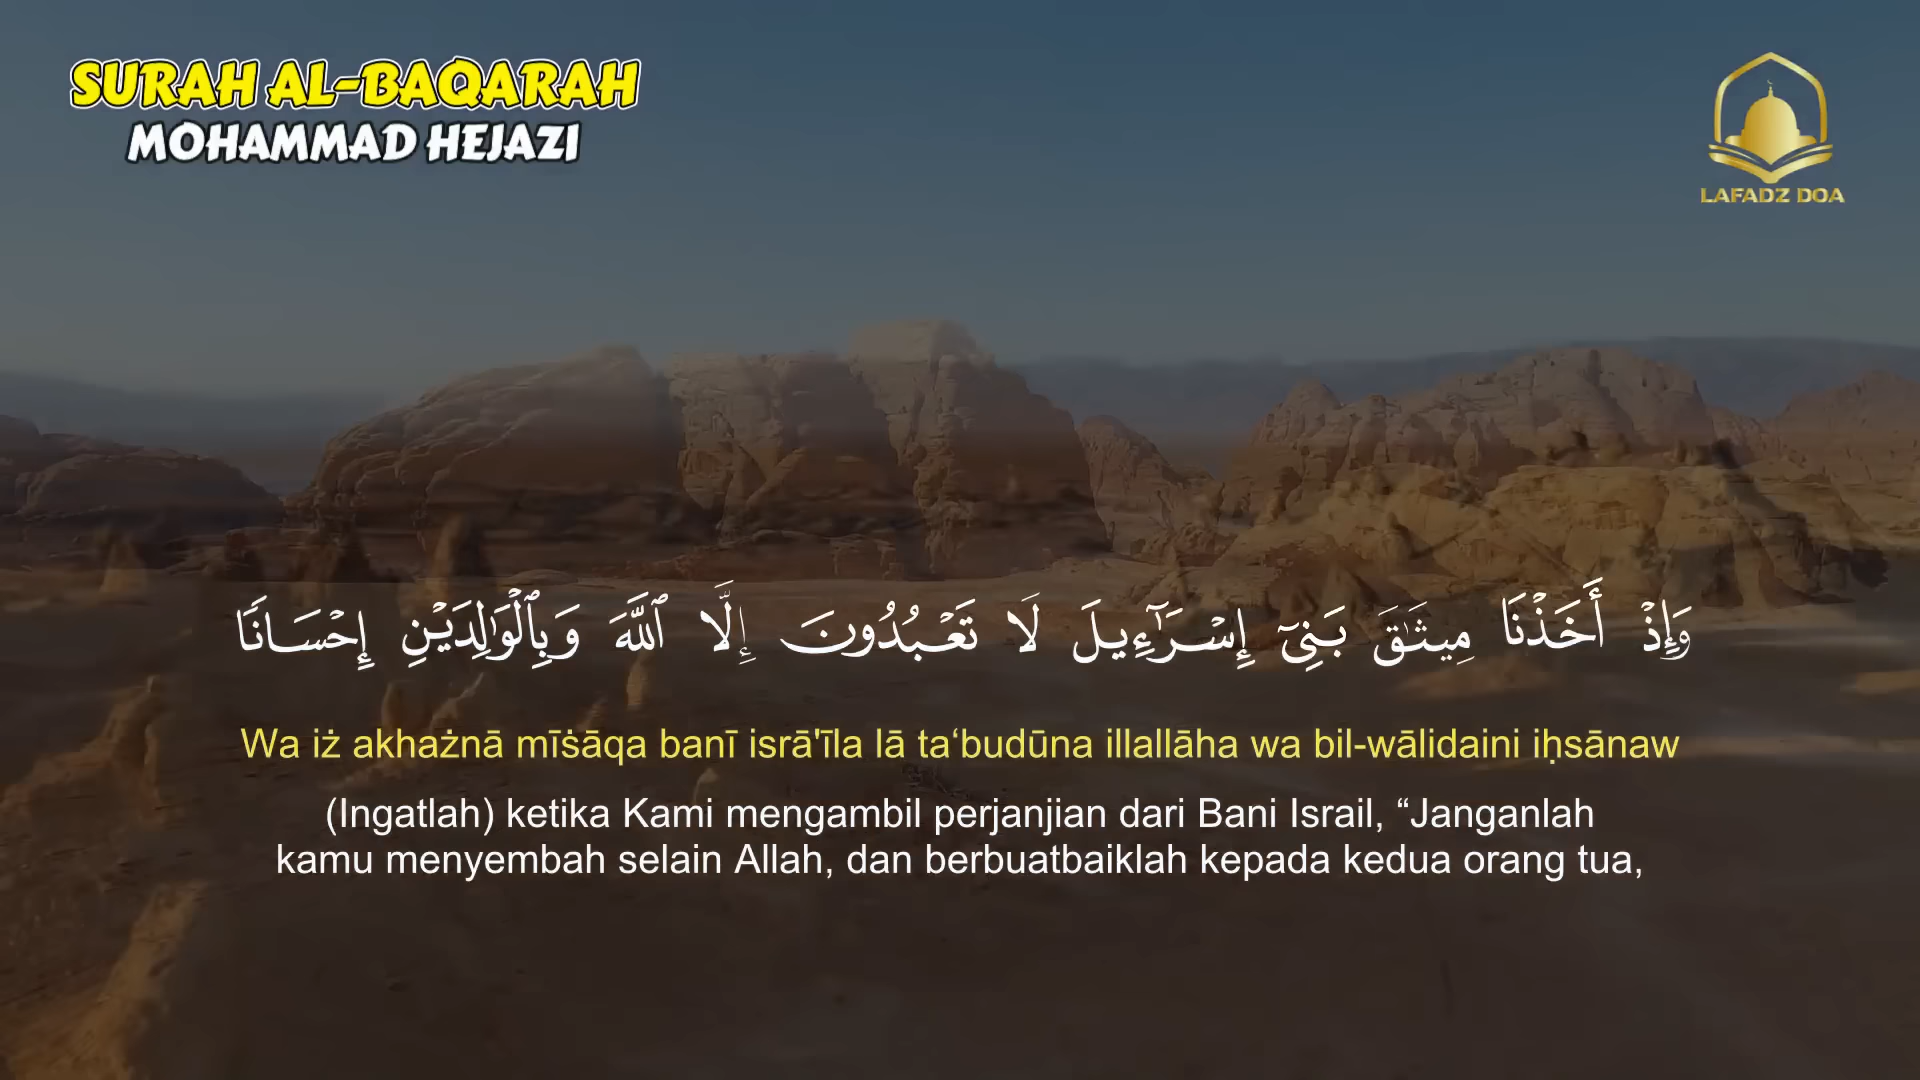 SURAH AL-BAQARAH
MOHAMMAD HEJAZI
LAFADZ DOA
وَإِذْ أَخَذْنَا مِيثَٰقَ بَنِىٓ إِسْرَٰٓءِيلَ لَا تَعْبُدُونَ إِلَّا ٱللَّهَ وَبِٱلْوَٰلِدَيْنِ إِحْسَانًا
Wa iż akhażnā mīṡāqa banī isrā'īla lā ta‘budūna illallāha wa bil-wālidaini iḥsānaw
(Ingatlah) ketika Kami mengambil perjanjian dari Bani Israil, “Janganlah
kamu menyembah selain Allah, dan berbuatbaiklah kepada kedua orang tua,